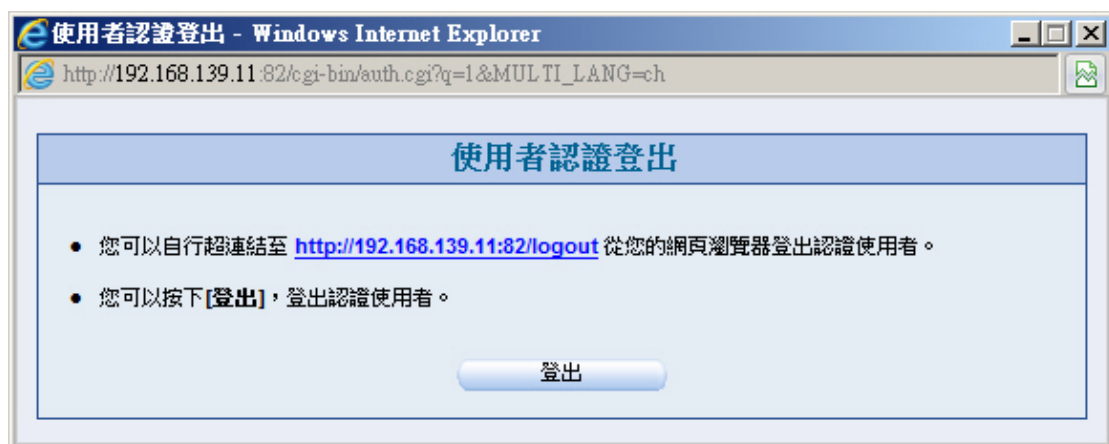 使用者認證登出 - Windows Internet Explorer
http://192.168.139.11:82/cgi-bin/auth.cgi?q=1&MULTI_LANG=ch
使用者認證登出
● 您可以自行超連結至 http://192.168.139.11:82/logout 從您的網頁瀏覽器登出認證使用者。
● 您可以按下[登出]，登出認證使用者。
登出